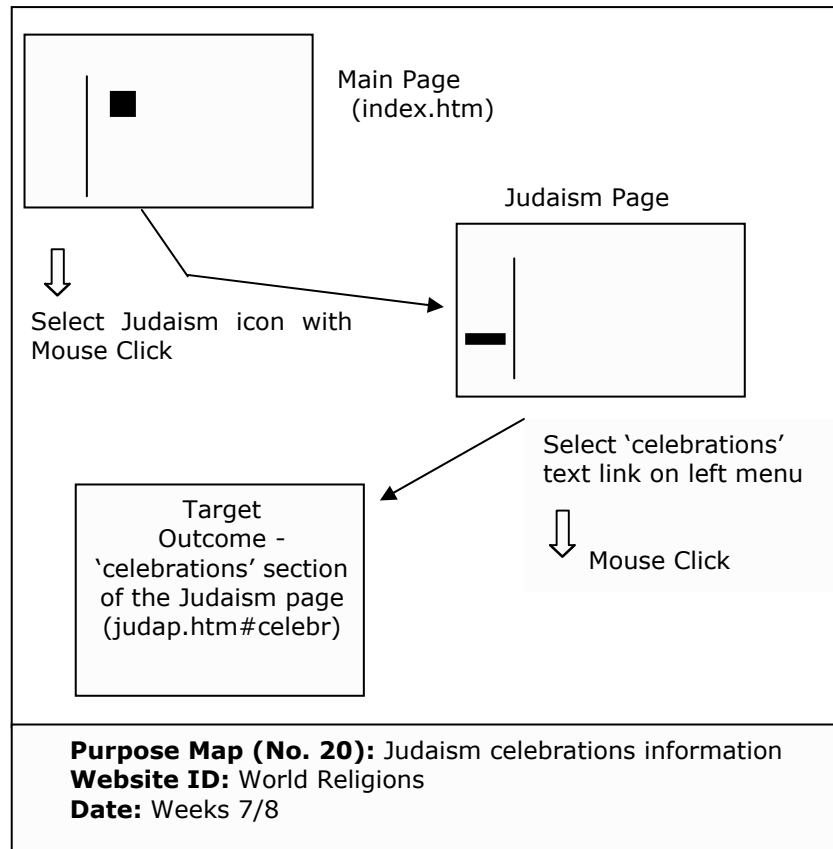 Main Page
(index.htm)
Judaism Page
Select Judaism icon with
Mouse Click
Select ‘celebrations’
text link on left menu
Mouse Click
Target
Outcome -
‘celebrations’ section
of the Judaism page
(judap.htm#celebr)
Purpose Map (No. 20): Judaism celebrations information
Website ID: World Religions
Date: Weeks 7/8